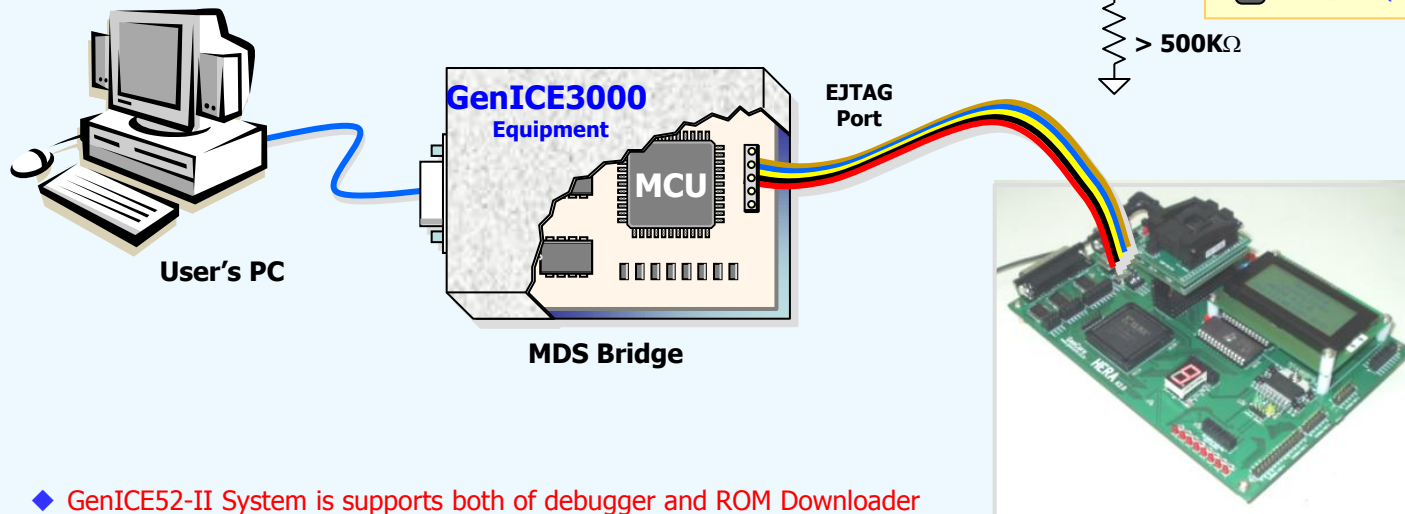 > 500KΩ
GenICE3000
Equipment
EJTAG
Port
MCU
User's PC
MDS Bridge
HERA
GenICE52-II System is supports both of debugger and ROM Downloader